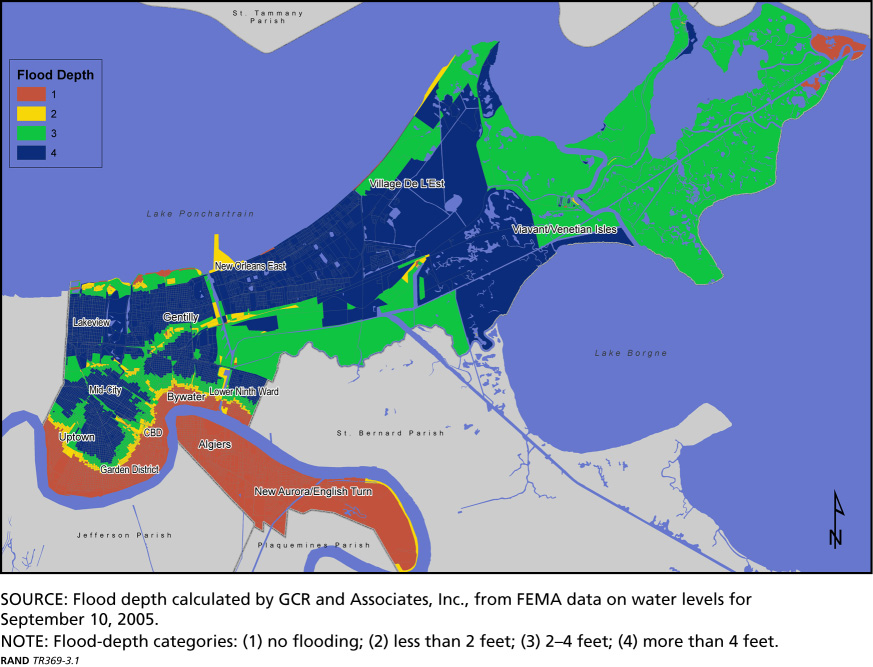 St. Tammany
Parish
Flood Depth
1
2
3
4
Village De L'Est
Lake Ponchartrain
Viavant/Venetian Isles
New Orleans East
Lakeview
Gentilly
Lake Borgne
Mid-City
Lower Ninth Ward
Bywater
CBD
Uptown
St. Bernard Parish
Algiers
Garden District
New Aurora/English Turn
Jefferson Parish
Plaquemines Parish
N
SOURCE: Flood depth calculated by GCR and Associates, Inc., from FEMA data on water levels for
September 10, 2005.
NOTE: Flood-depth categories: (1) no flooding; (2) less than 2 feet; (3) 2–4 feet; (4) more than 4 feet.
RAND TR369-3.1